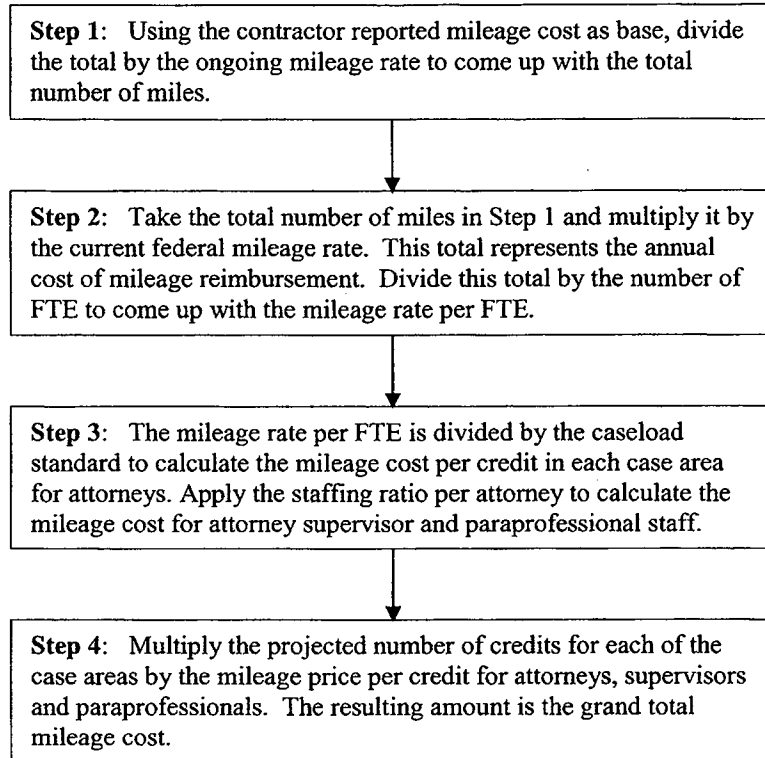 Step 1: Using the contractor reported mileage cost as base, divide
the total by the ongoing mileage rate to come up with the total
number of miles.
Step 2: Take the total number of miles in Step 1 and multiply it by
the current federal mileage rate. This total represents the annual
cost of mileage reimbursement. Divide this total by the number of
FTE to come up with the mileage rate per FTE.
Step 3: The mileage rate per FTE is divided by the caseload
standard to calculate the mileage cost per credit in each case area
for attorneys. Apply the staffing ratio per attorney to calculate the
mileage cost for attorney supervisor and paraprofessional staff.
Step 4: Multiply the projected number of credits for each of the
case areas by the mileage price per credit for attorneys, supervisors
and paraprofessionals. The resulting amount is the grand total
mileage cost.